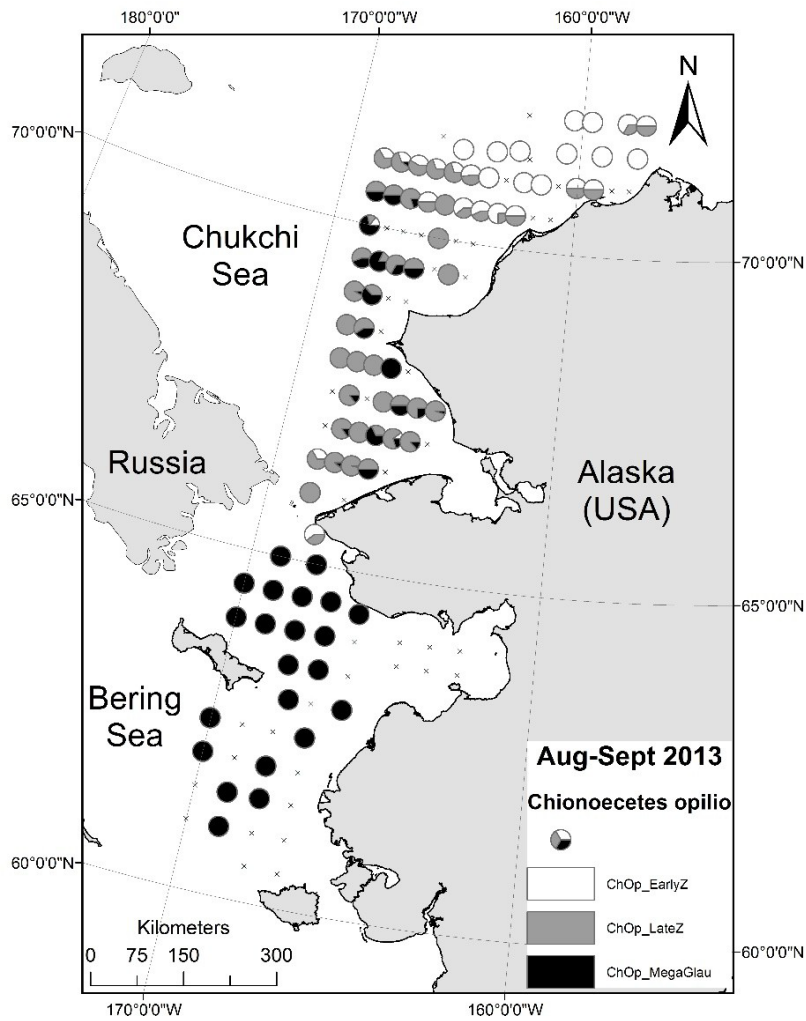 180°0'0"
170°0'0"W
160°0'0"W
N
70°0'0"N
Chukchi
Sea
70°0'0"N
Russia
Alaska
(USA)
65°0'0"N
65°0'0"N
Bering
Sea
Aug-Sept 2013
Chionoecetes opilio
ChOp_EarlyZ
60°0'0"N
Kilometers
ChOp_LateZ
0 75 150 300
60°0'0"N
ChOp_MegaGlau
170°0'0"W
160°0'0"W